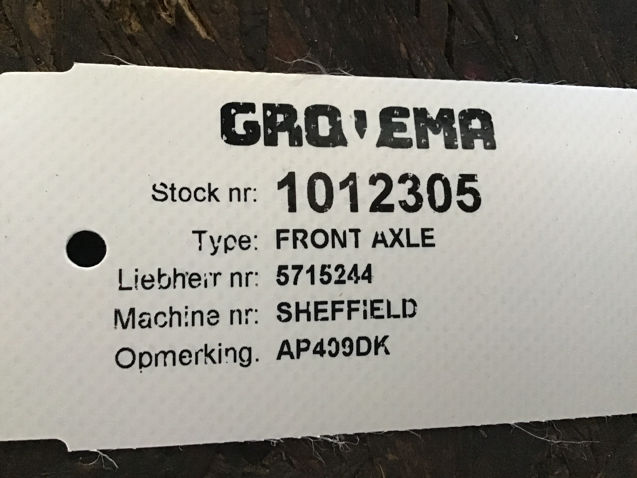 GROVEMA
Stock nr: 1012305
Type: FRONT AXLE
Liebherr nr: 5715244
Machine nr: SHEFFIELD
Opmerking. AP409DK